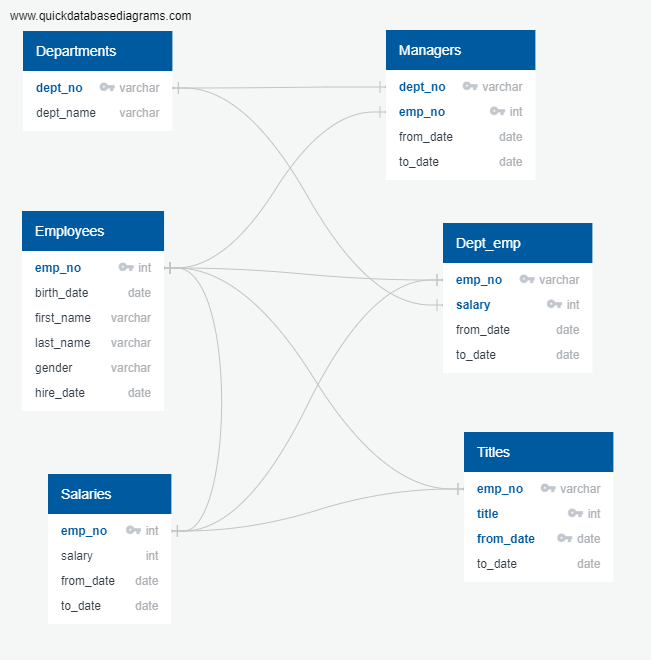 www.quickdatabasediagrams.com
Departments
dept_no varchar
dept_name varchar
Managers
dept_no varchar
emp_no int
from_date date
to_date date
Employees
emp_no int
birth_date date
first_name varchar
last_name varchar
gender varchar
hire_date date
Dept_emp
emp_no varchar
salary int
from_date date
to_date date
Salaries
emp_no int
salary int
from_date date
to_date date
Titles
emp_no varchar
title int
from_date date
to_date date